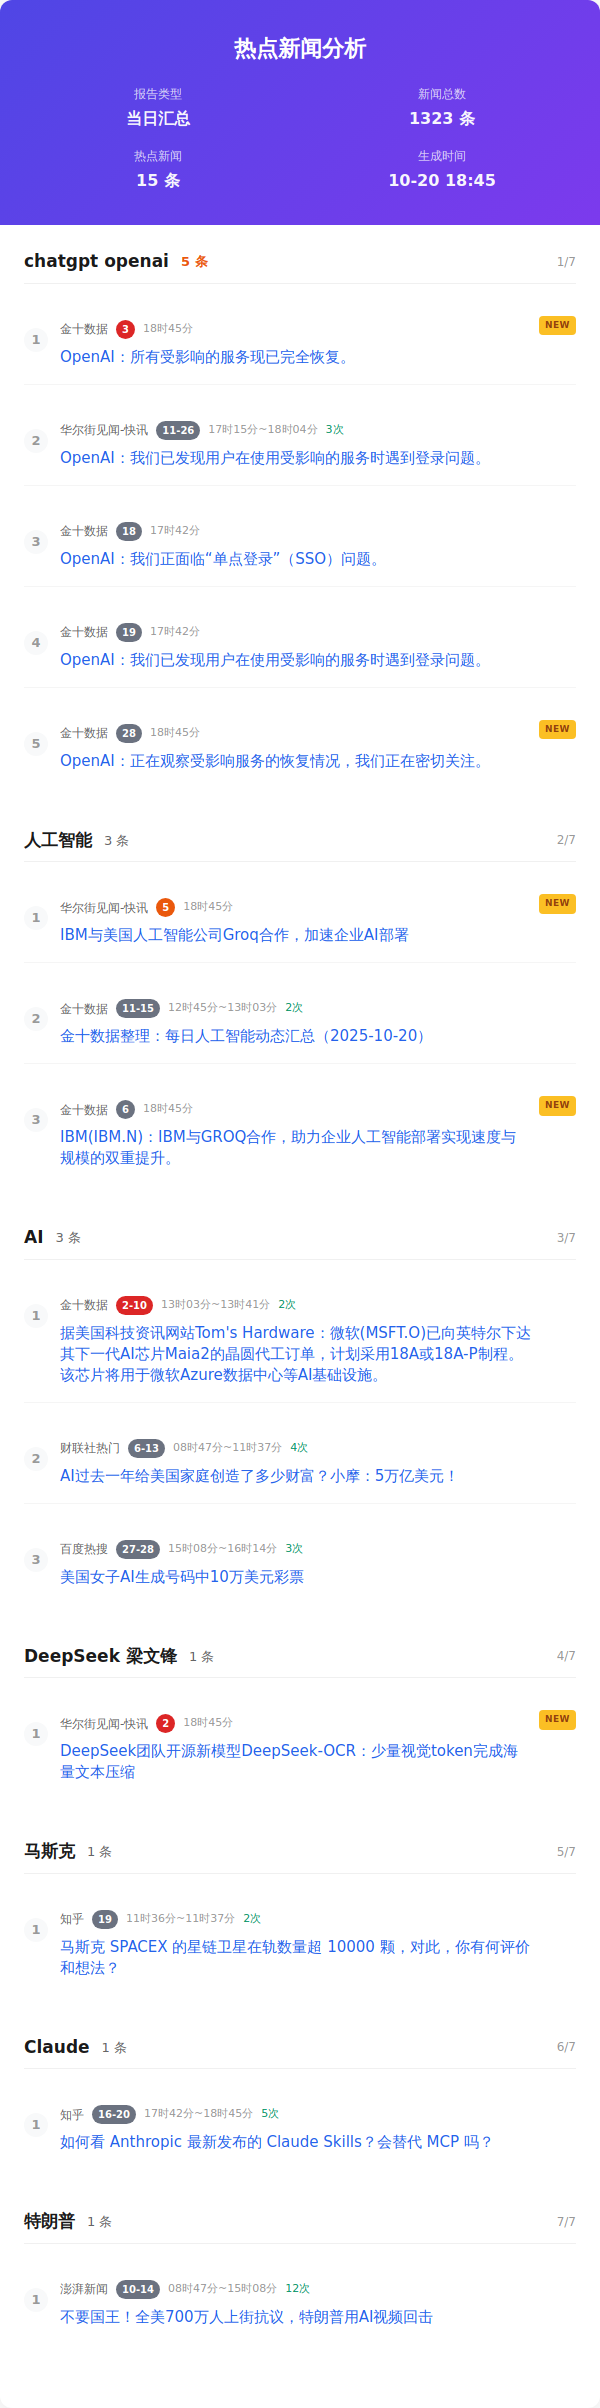 热点新闻分析
报告类型
当日汇总
新闻总数
1323 条
热点新闻
15 条
生成时间
10-20 18:45
chatgpt openai 5 条 1/7
1 金十数据 3 18时45分 NEW
OpenAI：所有受影响的服务现已完全恢复。
2 华尔街见闻-快讯 11-26 17时15分~18时04分 3次
OpenAI：我们已发现用户在使用受影响的服务时遇到登录问题。
3 金十数据 18 17时42分
OpenAI：我们正面临“单点登录”（SSO）问题。
4 金十数据 19 17时42分
OpenAI：我们已发现用户在使用受影响的服务时遇到登录问题。
5 金十数据 28 18时45分 NEW
OpenAI：正在观察受影响服务的恢复情况，我们正在密切关注。
人工智能 3 条 2/7
1 华尔街见闻-快讯 5 18时45分 NEW
IBM与美国人工智能公司Groq合作，加速企业AI部署
2 金十数据 11-15 12时45分~13时03分 2次
金十数据整理：每日人工智能动态汇总（2025-10-20）
3 金十数据 6 18时45分 NEW
IBM(IBM.N)：IBM与GROQ合作，助力企业人工智能部署实现速度与
规模的双重提升。
AI 3 条 3/7
1 金十数据 2-10 13时03分~13时41分 2次
据美国科技资讯网站Tom's Hardware：微软(MSFT.O)已向英特尔下达
其下一代AI芯片Maia2的晶圆代工订单，计划采用18A或18A-P制程。
该芯片将用于微软Azure数据中心等AI基础设施。
2 财联社热门 6-13 08时47分~11时37分 4次
AI过去一年给美国家庭创造了多少财富？小摩：5万亿美元！
3 百度热搜 27-28 15时08分~16时14分 3次
美国女子AI生成号码中10万美元彩票
DeepSeek 梁文锋 1 条 4/7
1 华尔街见闻-快讯 2 18时45分 NEW
DeepSeek团队开源新模型DeepSeek-OCR：少量视觉token完成海
量文本压缩
马斯克 1 条 5/7
1 知乎 19 11时36分~11时37分 2次
马斯克 SPACEX 的星链卫星在轨数量超 10000 颗，对此，你有何评价
和想法？
Claude 1 条 6/7
1 知乎 16-20 17时42分~18时45分 5次
如何看 Anthropic 最新发布的 Claude Skills？会替代 MCP 吗？
特朗普 1 条 7/7
1 澎湃新闻 10-14 08时47分~15时08分 12次
不要国王！全美700万人上街抗议，特朗普用AI视频回击